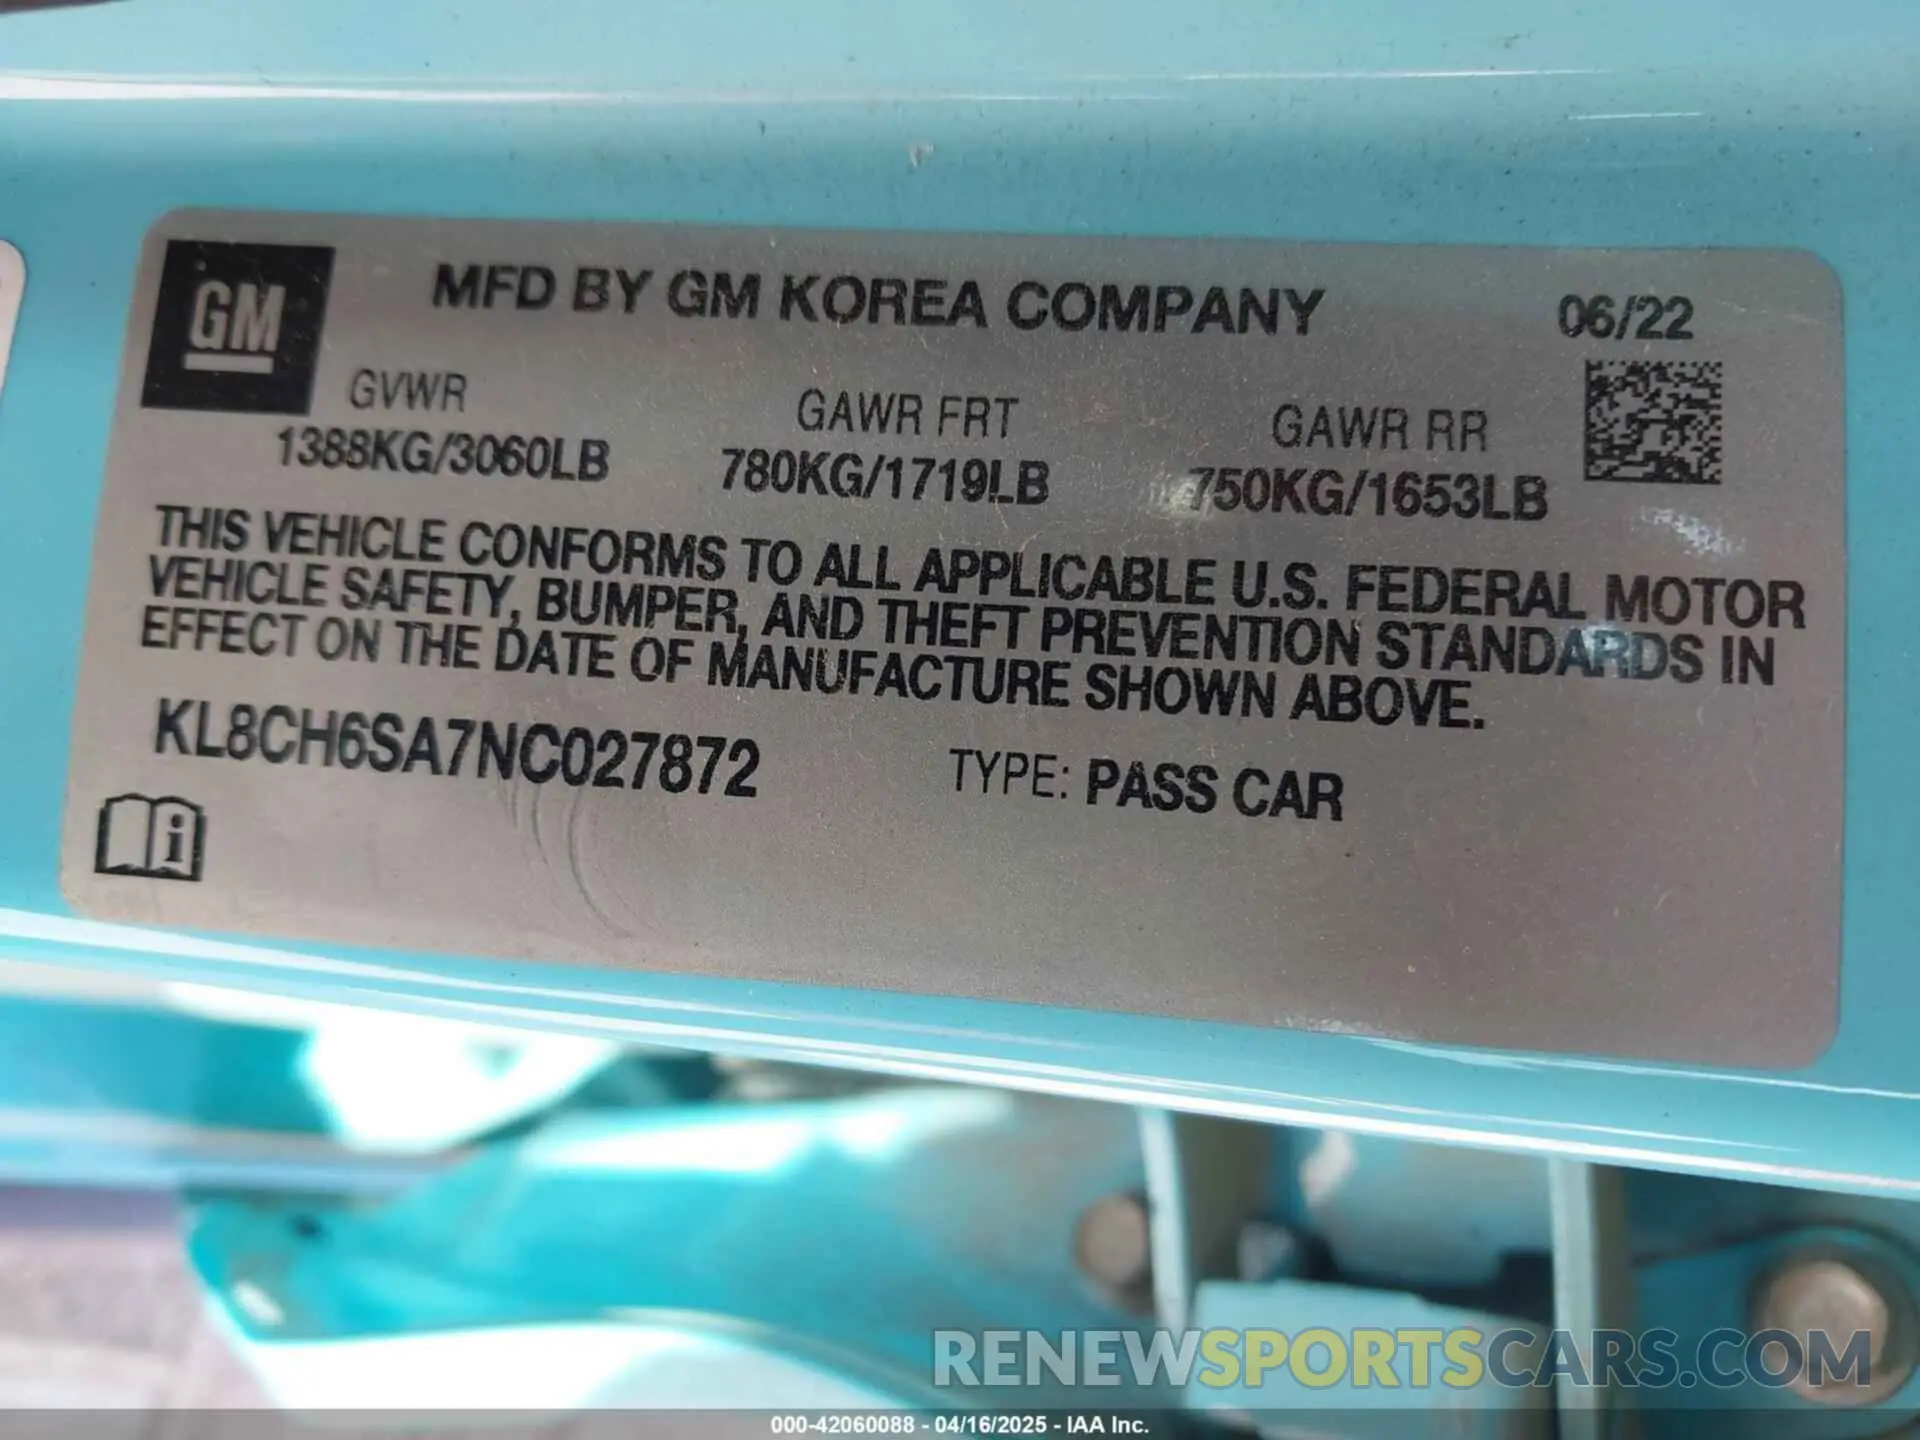 GM
MFD BY GM KOREA COMPANY 06/22
GVWR GAWR FRT GAWR RR
1388KG/3060LB 780KG/1719LB 750KG/1653LB
THIS VEHICLE CONFORMS TO ALL APPLICABLE U.S. FEDERAL MOTOR
VEHICLE SAFETY, BUMPER, AND THEFT PREVENTION STANDARDS IN
EFFECT ON THE DATE OF MANUFACTURE SHOWN ABOVE.
KL8CH6SA7NC027872 TYPE: PASS CAR
i
RENEWSPORTSCARS.COM
000-42060088 - 04/16/2025 - IAA Inc.